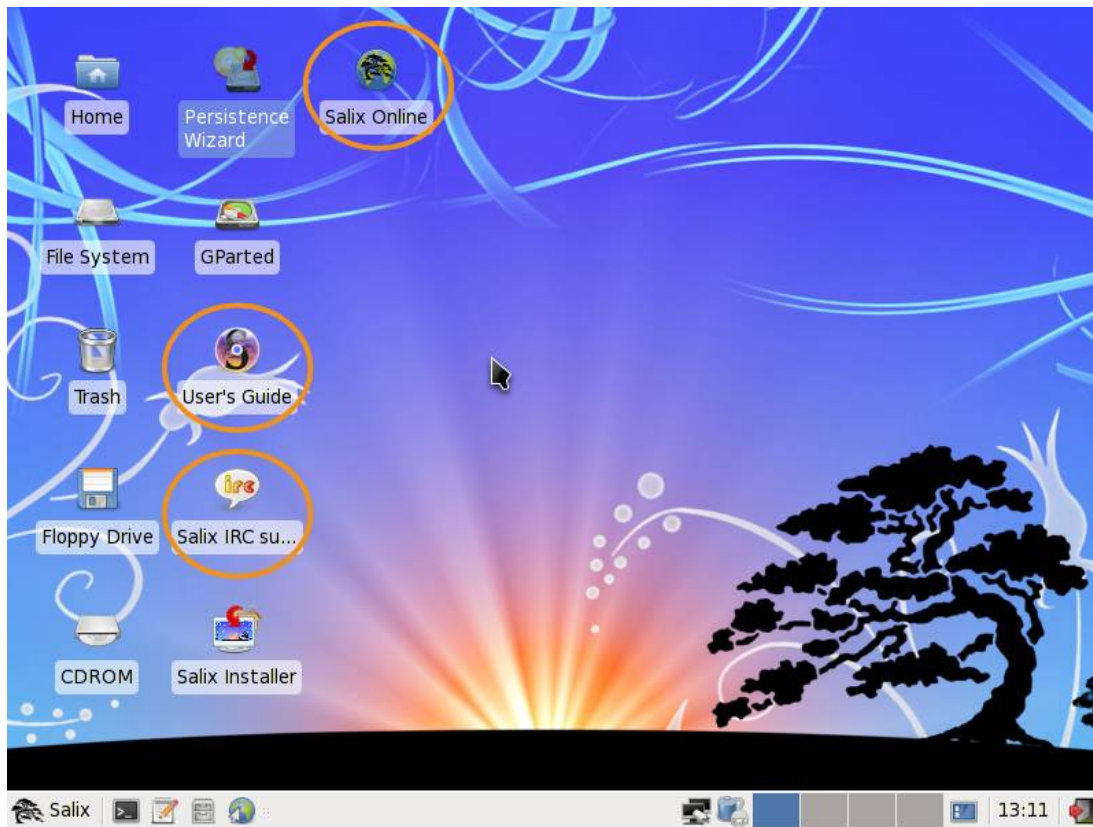 Home
Persistence
Wizard
Salix Online
File System
GParted
Trash
User's Guide
irc
Floppy Drive
Salix IRC su...
CDROM
Salix Installer
Salix
13:11